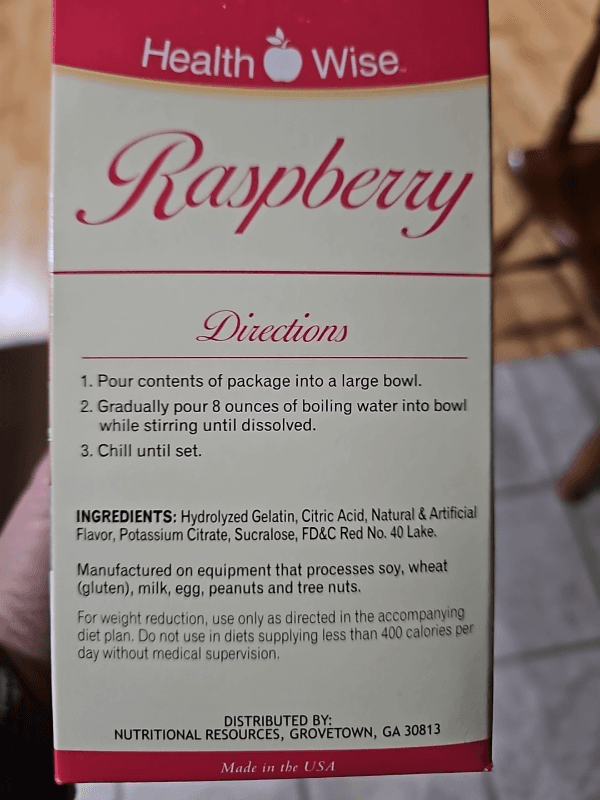 Health Wise
Raspberry
Directions
1. Pour contents of package into a large bowl.
2. Gradually pour 8 ounces of boiling water into bowl
while stirring until dissolved.
3. Chill until set.
INGREDIENTS: Hydrolyzed Gelatin, Citric Acid, Natural & Artificial
Flavor, Potassium Citrate, Sucralose, FD&C Red No. 40 Lake.
Manufactured on equipment that processes soy, wheat
(gluten), milk, egg, peanuts and tree nuts.
For weight reduction, use only as directed in the accompanying
diet plan. Do not use in diets supplying less than 400 calories per
day without medical supervision.
DISTRIBUTED BY:
NUTRITIONAL RESOURCES, GROVETOWN, GA 30813
Made in the USA